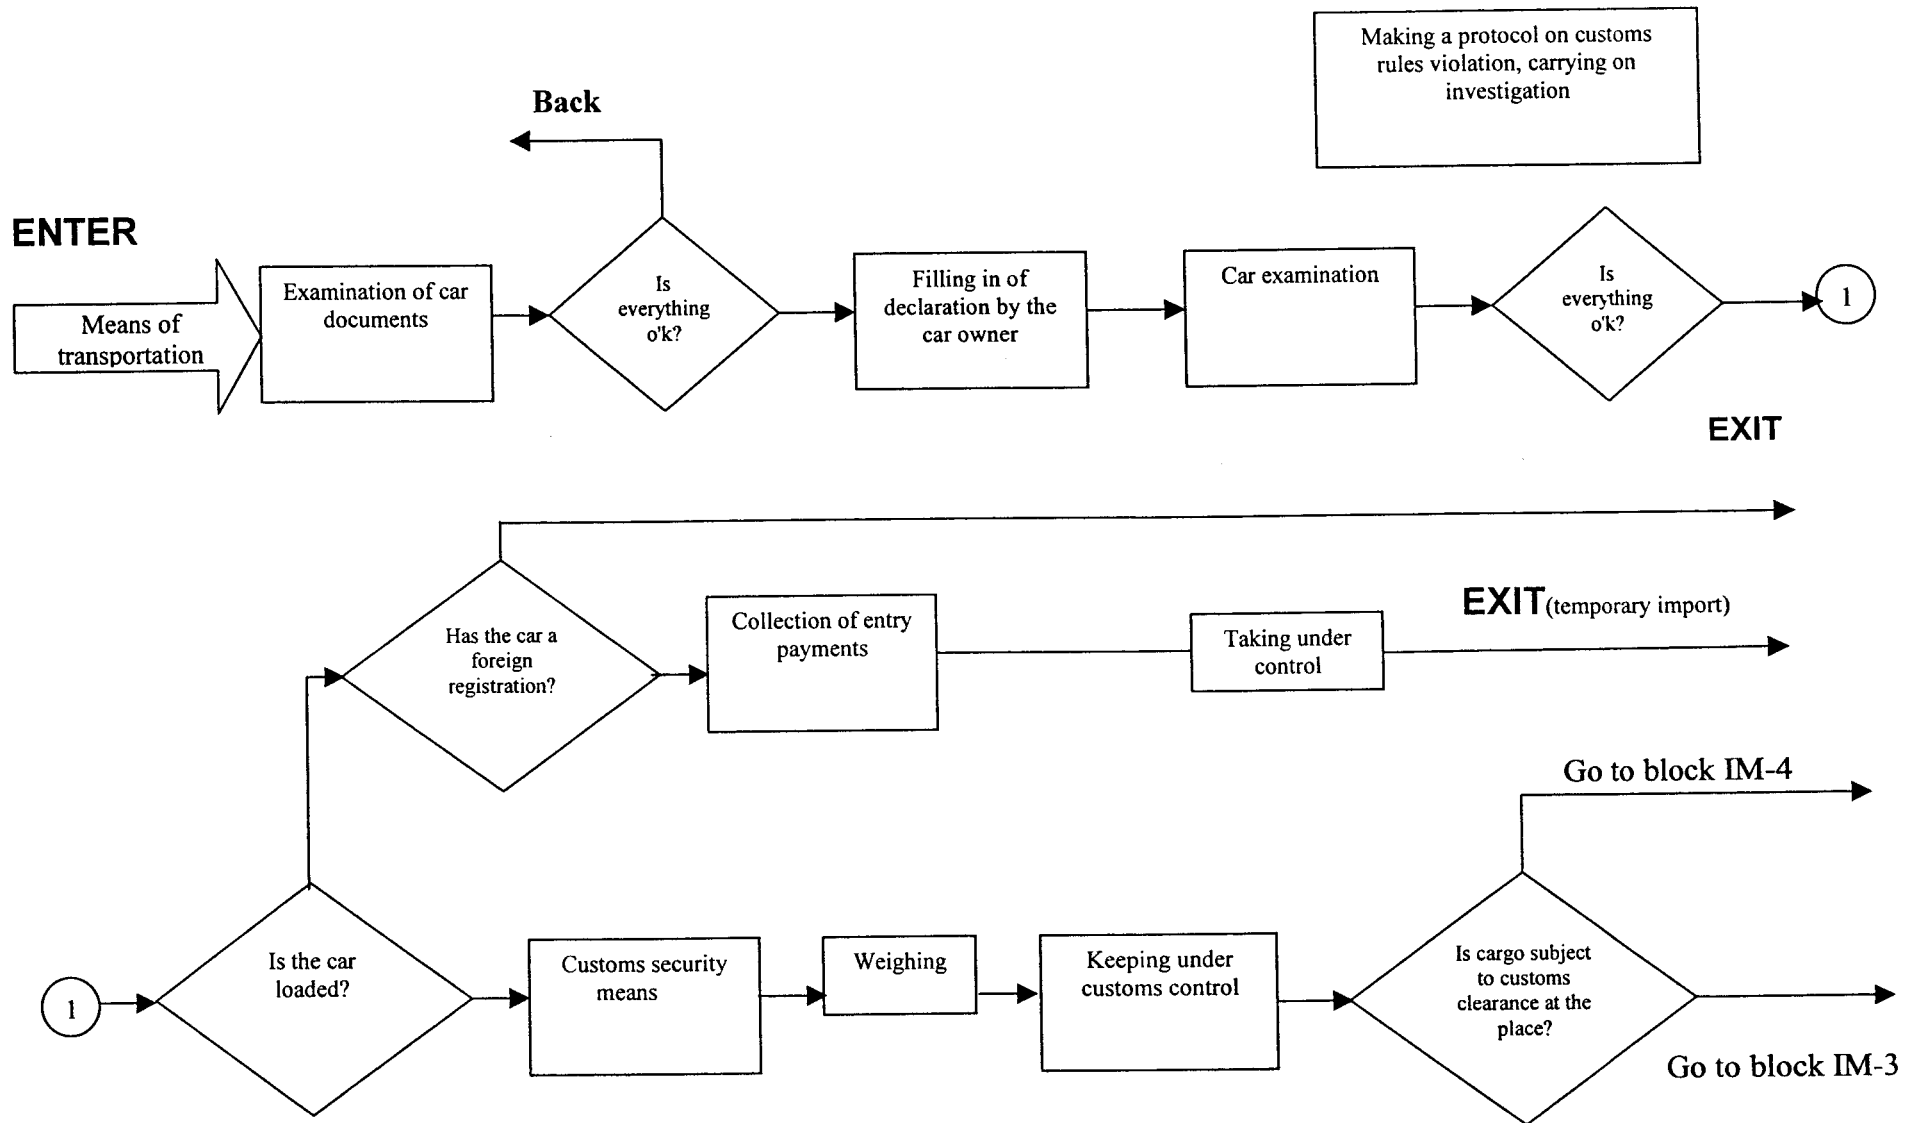 Making a protocol on customs
rules violation, carrying on
investigation
Back
ENTER
Means of
transportation
Examination of car
documents
Is
everything
o'k?
Filling in of
declaration by the
car owner
Car examination
Is
everything
o'k?
1
EXIT
Has the car a
foreign
registration?
Collection of entry
payments
Taking under
control
EXIT(temporary import)
Go to block IM-4
1
Is the car
loaded?
Customs security
means
Weighing
Keeping under
customs control
Is cargo subject
to customs
clearance at the
place?
Go to block IM-3